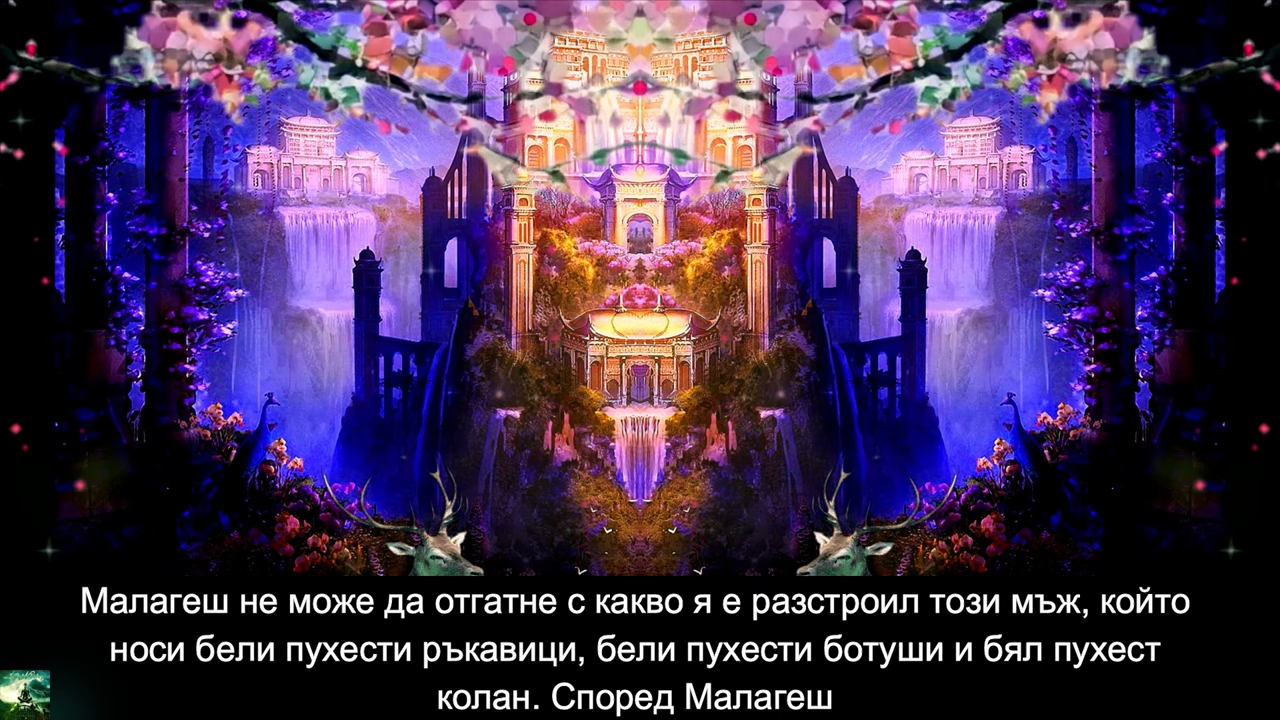 Малагеш не може да отгатне с какво я е разстроил този мъж, който
носи бели пухести ръкавици, бели пухести ботуши и бял пухест
колан. Според Малагеш